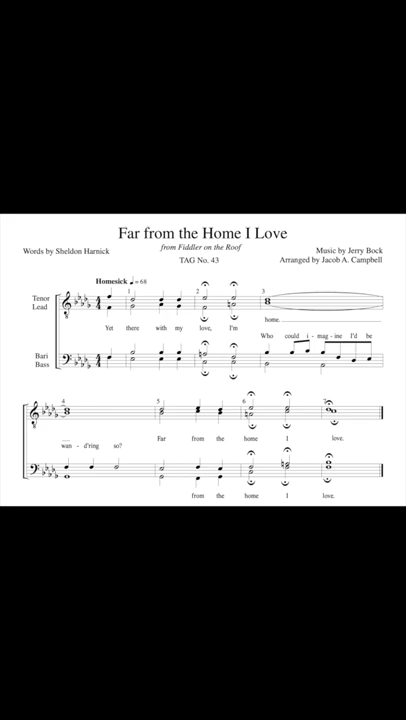 Far from the Home I Love
from Fiddler on the Roof
Words by Sheldon Harnick
Music by Jerry Bock
TAG No. 43
Arranged by Jacob A. Campbell
Homesick ♩ = 68
Tenor
Lead
1
2
3
Yet there with my love, I'm home.
Who could i - mag - ine I'd be
Bari
Bass
4
5
6
7
wan - d'ring so?
Far from the home I love.
from the home I love.